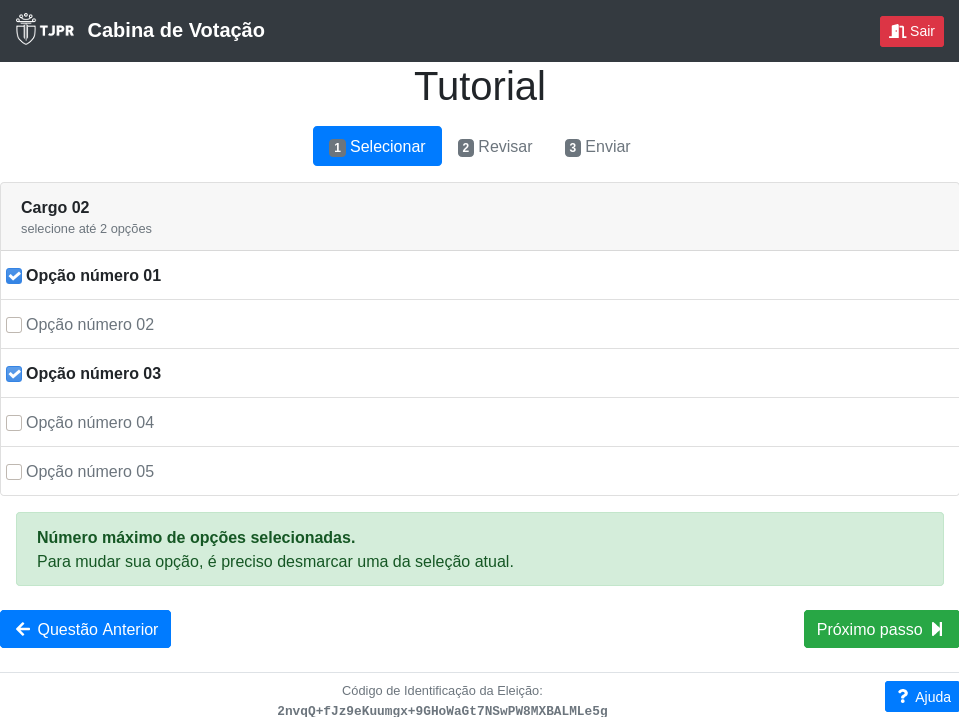 TJPR Cabina de Votação
Sair
Tutorial
1 Selecionar 2 Revisar 3 Enviar
Cargo 02
selecione até 2 opções
Opção número 01
Opção número 02
Opção número 03
Opção número 04
Opção número 05
Número máximo de opções selecionadas.
Para mudar sua opção, é preciso desmarcar uma da seleção atual.
Questão Anterior
Próximo passo
Código de Identificação da Eleição:
2nvqQ+fJz9eKuumgx+9GHoWaGt7NSwPW8MXBALMLe5g
? Ajuda